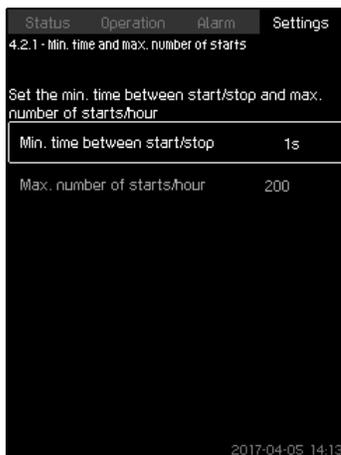 Status Operation Alarm Settings
4.2.1 - Min. time and max. number of starts
Set the min. time between start/stop and max.
number of starts/hour
Min. time between start/stop 1s
Max. number of starts/hour 200
2017-04-05 14:13